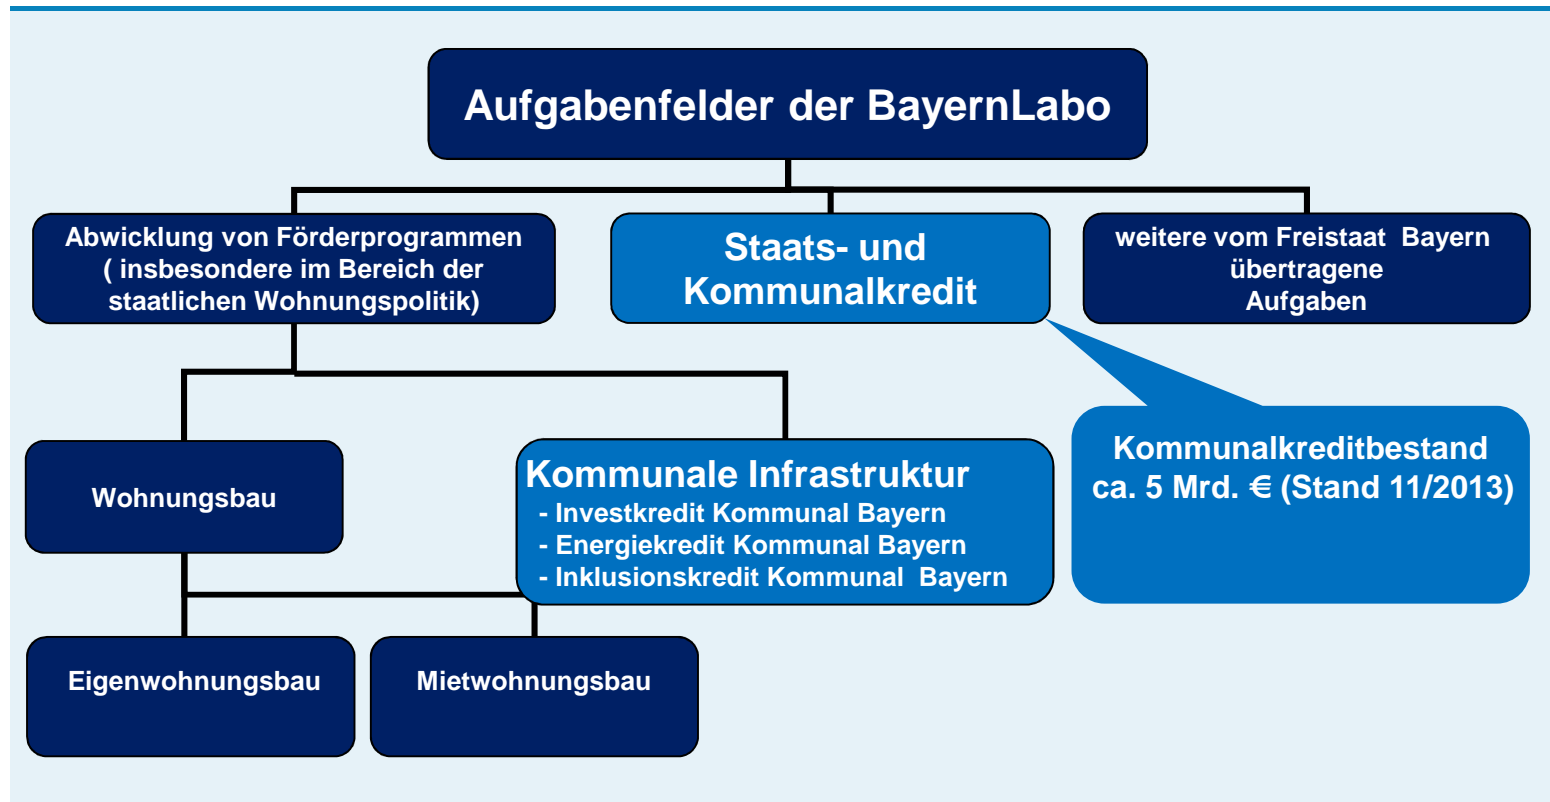 Aufgabenfelder der BayernLabo
Abwicklung von Förderprogrammen
( insbesondere im Bereich der
staatlichen Wohnungspolitik)
Staats- und
Kommunalkredit
weitere vom Freistaat Bayern
übertragene
Aufgaben
Wohnungsbau
Kommunale Infrastruktur
- Investkredit Kommunal Bayern
- Energiekredit Kommunal Bayern
- Inklusionskredit Kommunal Bayern
Kommunalkreditbestand
ca. 5 Mrd. € (Stand 11/2013)
Eigenwohnungsbau
Mietwohnungsbau